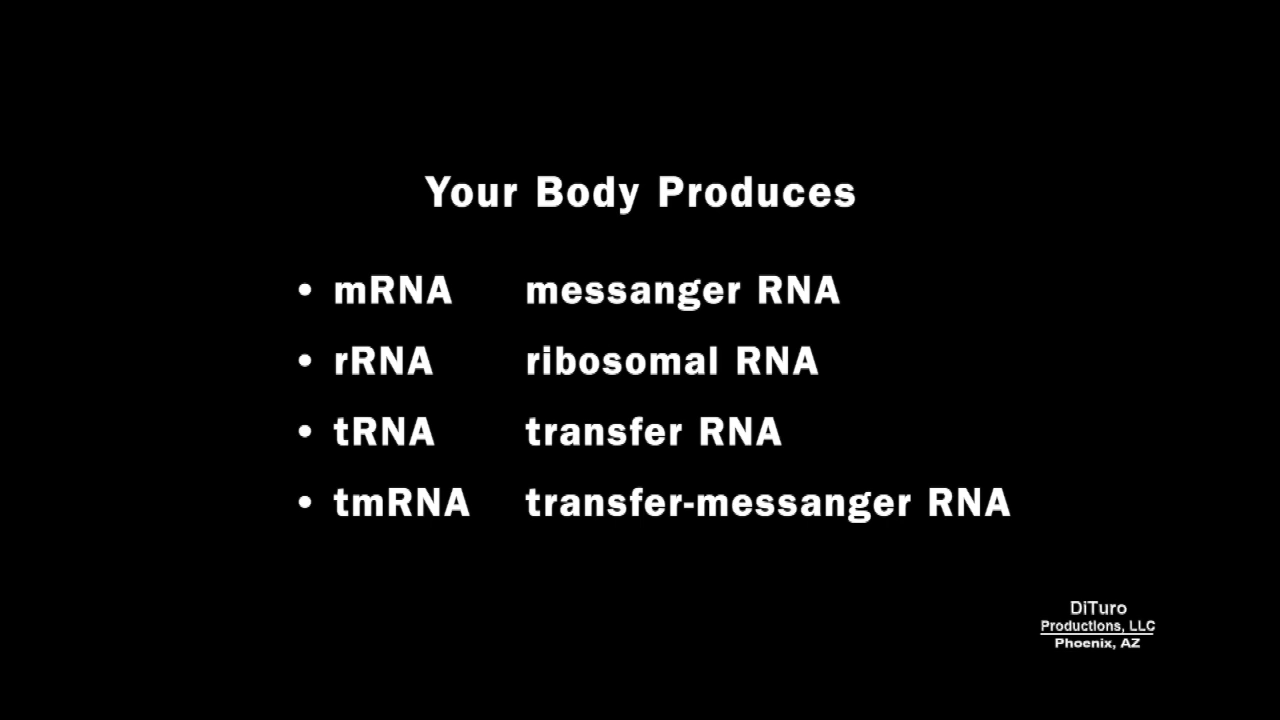 Your Body Produces
• mRNA messanger RNA
• rRNA ribosomal RNA
• tRNA transfer RNA
• tmRNA transfer-messanger RNA
DiTuro
Productions, LLC
Phoenix, AZ